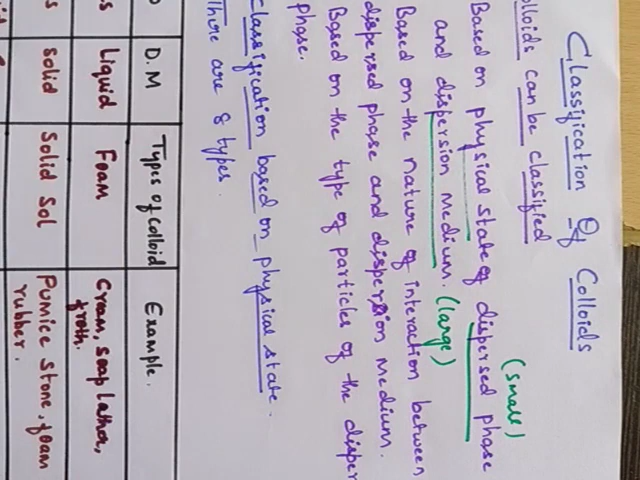 Classification Of Colloids
olloids can be classified
(small)
Based on physical state of dispersed phase
and dispersion medium. (large)
Based on the nature of interaction between
dispersed phase and dispersion medium.
Based on the type of particles of the disper
phase.
Classification based on physical state.
There are 8 types.
D.M Types of colloid Example.
s Liquid Foam Cream, soap lather,
froth.
s solid Solid Sol Pumice stone, foam
rubber.